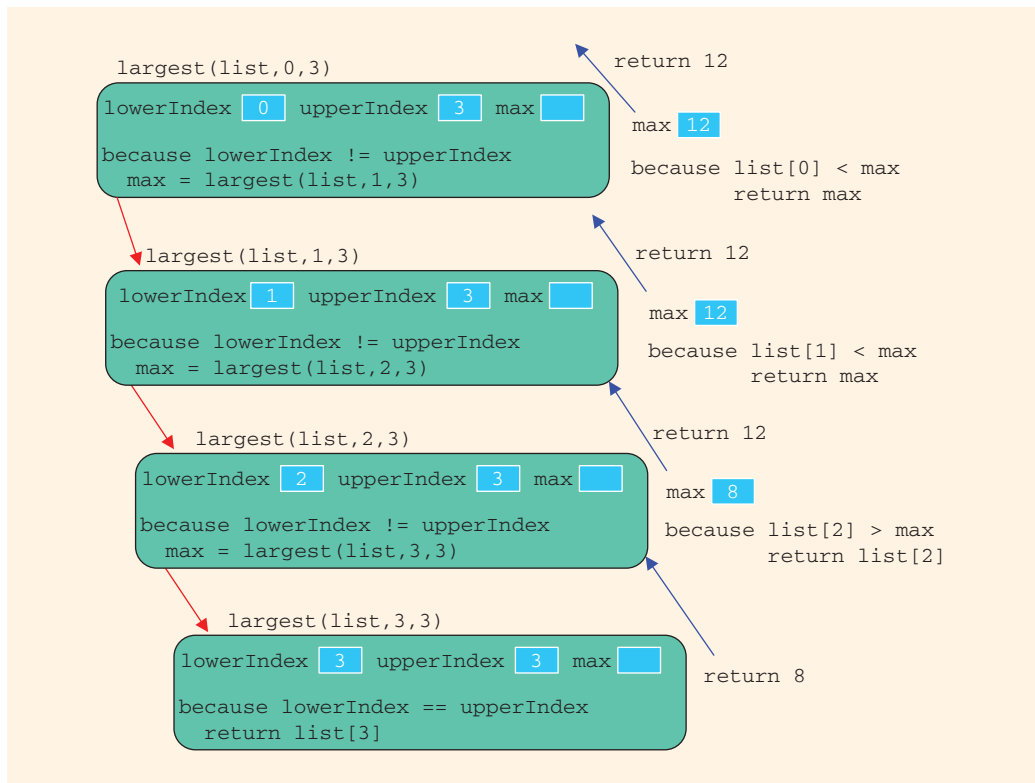 largest(list,0,3)
return 12
lowerIndex 0 upperIndex 3 max
max 12
because lowerIndex != upperIndex
max = largest(list,1,3)
because list[0] < max
return max
largest(list,1,3)
return 12
lowerIndex 1 upperIndex 3 max
max 12
because lowerIndex != upperIndex
max = largest(list,2,3)
because list[1] < max
return max
largest(list,2,3)
return 12
lowerIndex 2 upperIndex 3 max
max 8
because lowerIndex != upperIndex
max = largest(list,3,3)
because list[2] > max
return list[2]
largest(list,3,3)
lowerIndex 3 upperIndex 3 max
return 8
because lowerIndex == upperIndex
return list[3]